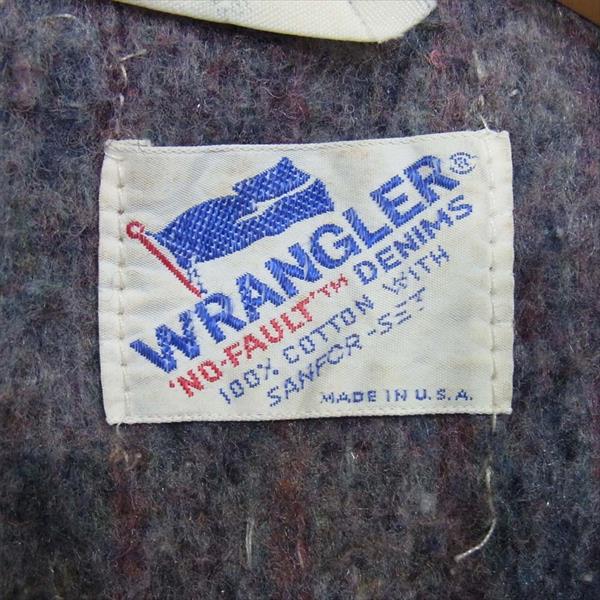 WRANGLER®
'NO-FAULT'™ DENIMS
100% COTTON WITH
SANFOR-SET
MADE IN U.S.A.